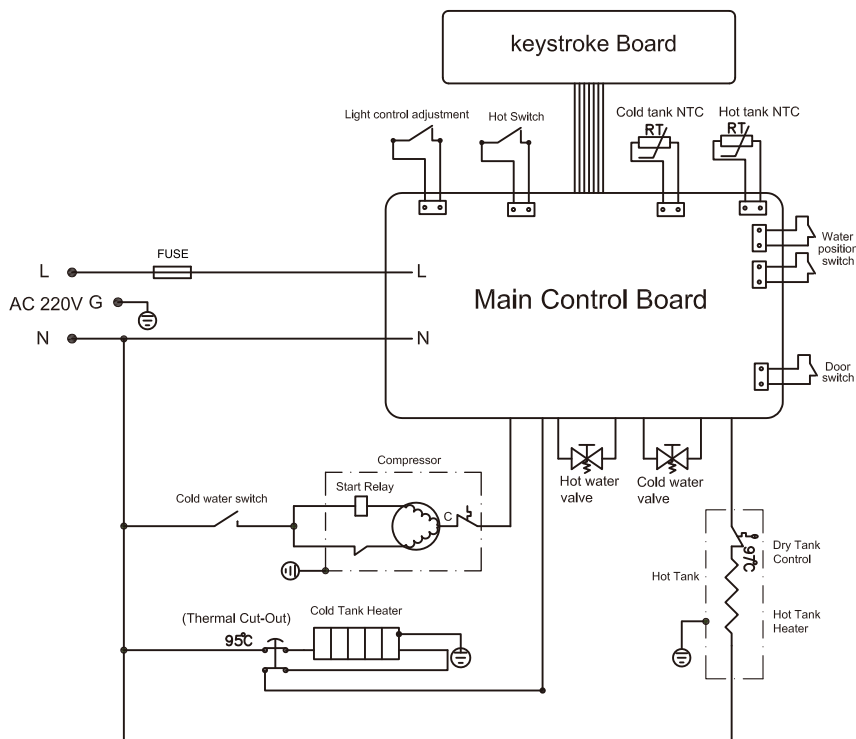 keystroke Board
Light control adjustment
Hot Switch
Cold tank NTC
Hot tank NTC
RT
RT
Water
position
switch
FUSE
L
L
AC 220V G
Main Control Board
N
N
Door
switch
Compressor
Hot water
valve
Cold water
valve
Start Relay
Cold water switch
C
Dry Tank
Control
97℃
Hot Tank
Hot Tank
Heater
(Thermal Cut-Out)
Cold Tank Heater
95℃